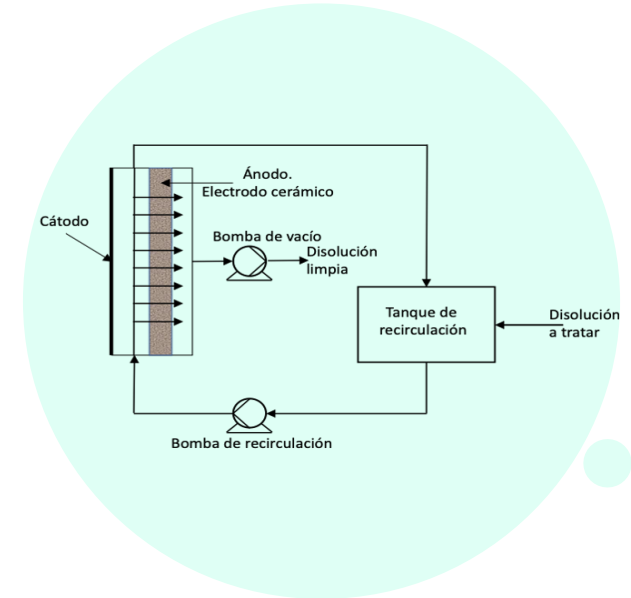 Ánodo.
Electrodo cerámico
Cátodo
Bomba de vacío
Disolución
limpia
Tanque de
recirculación
Disolución
a tratar
Bomba de recirculación